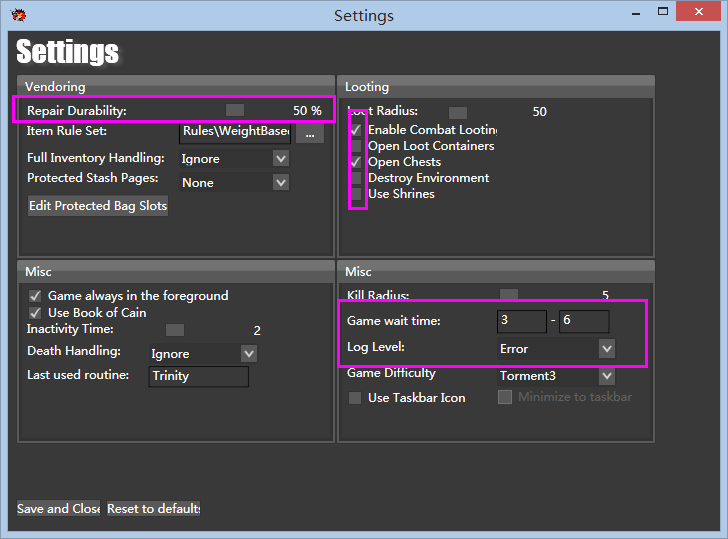 Settings
Settings
Vendoring
Repair Durability: 50 %
Item Rule Set: Rules\WeightBase ...
Full Inventory Handling: Ignore
Protected Stash Pages: None
Edit Protected Bag Slots
Looting
Loot Radius: 50
Enable Combat Looting
Open Loot Containers
Open Chests
Destroy Environment
Use Shrines
Misc
Game always in the foreground
Use Book of Cain
Inactivity Time: 2
Death Handling: Ignore
Last used routine: Trinity
Misc
Kill Radius: 5
Game wait time: 3 - 6
Log Level: Error
Game Difficulty Torment3
Use Taskbar Icon Minimize to taskbar
Save and Close Reset to defaults